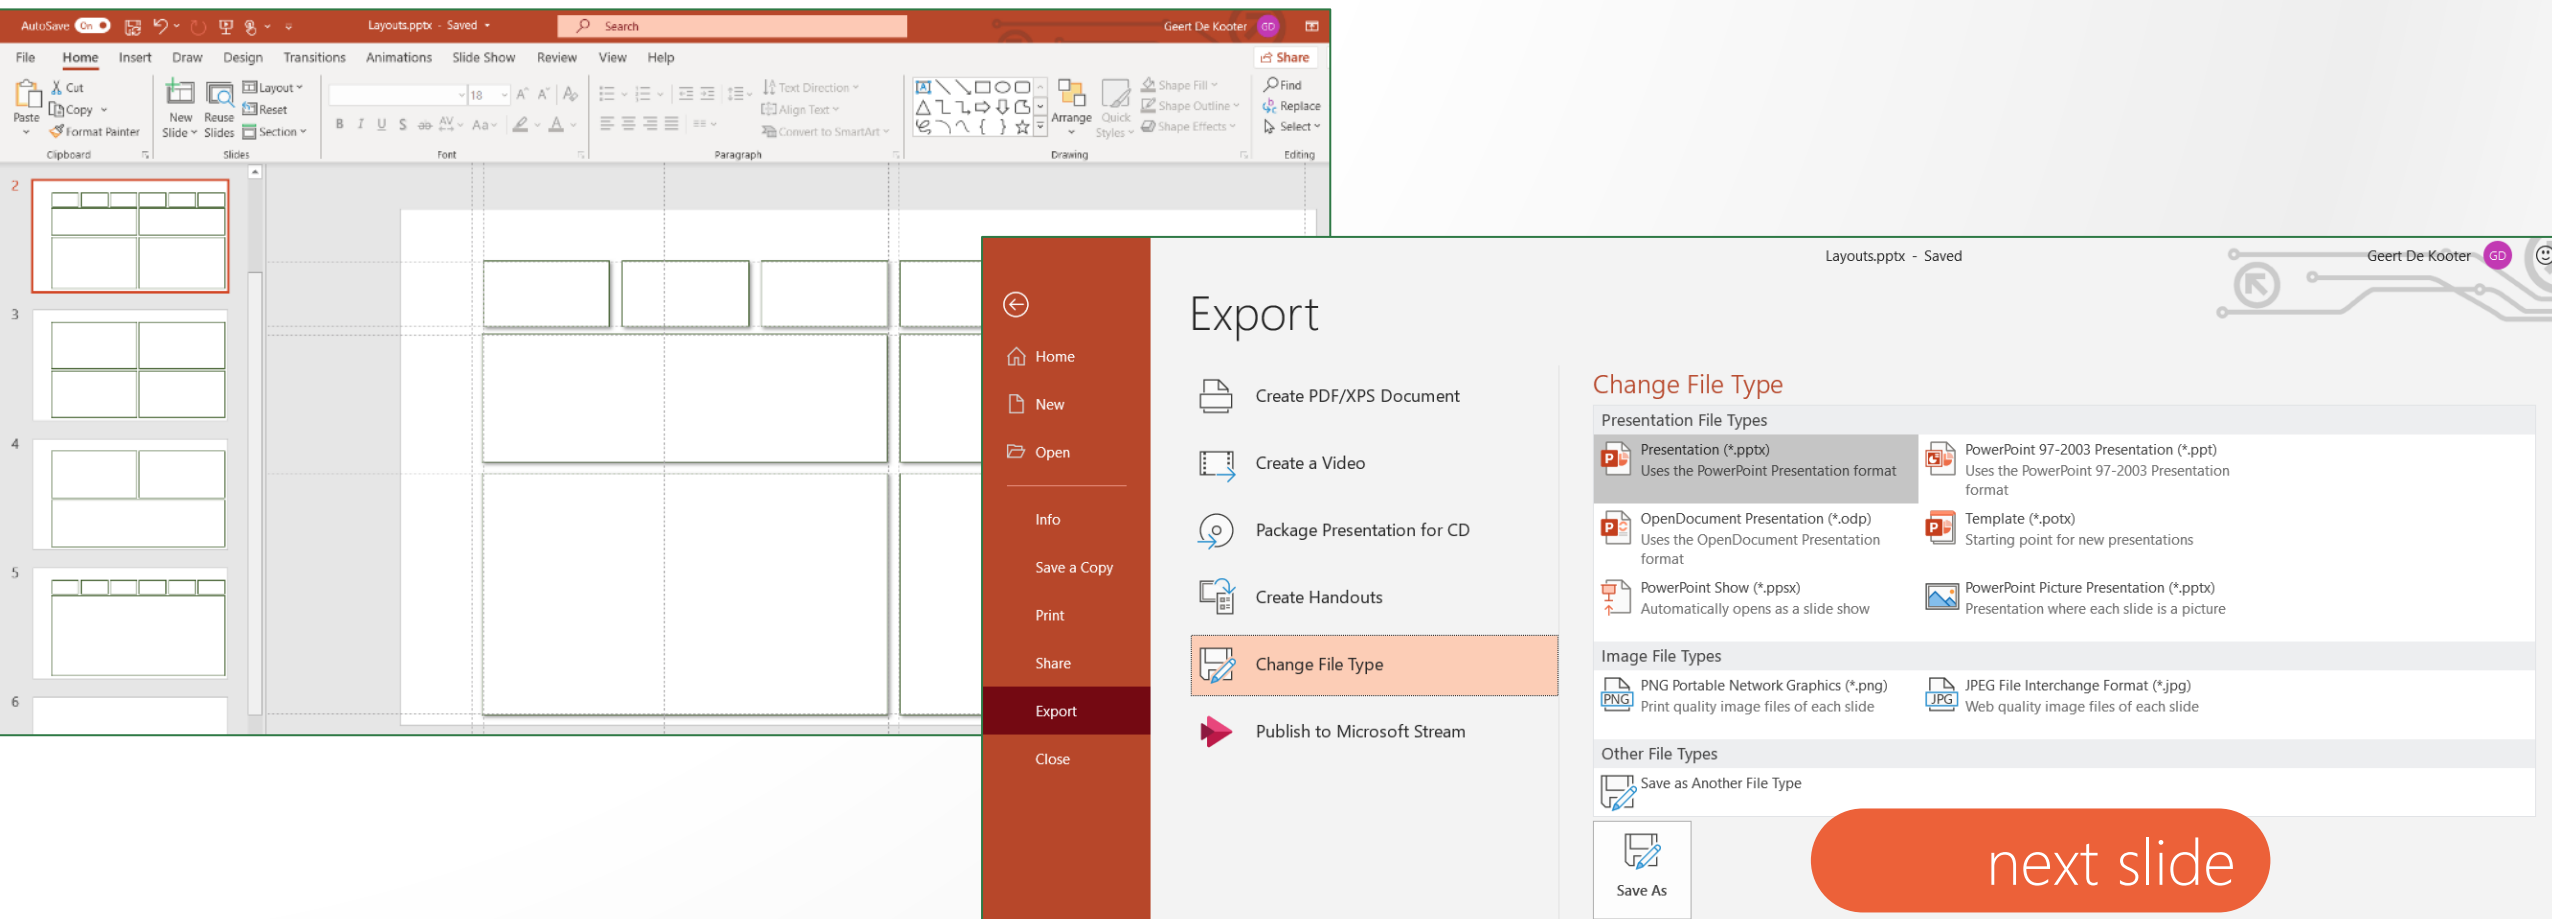 AutoSave On
Layouts.pptx - Saved
Search
Geert De Kooter GD
File Home Insert Draw Design Transitions Animations Slide Show Review View Help
Share
Paste
Cut
Copy
Format Painter
Clipboard
New Slide
Reuse Slides
Layout
Reset
Section
Slides
18
A A A
B I U S ab AV Aa A
Font
Text Direction
Align Text
Convert to SmartArt
Paragraph
Arrange
Quick Styles
Shape Fill
Shape Outline
Shape Effects
Drawing
Find
Replace
Select
Editing
2
3
4
5
6
Layouts.pptx - Saved
Geert De Kooter GD
Home
New
Open
Info
Save a Copy
Print
Share
Export
Close
Export
Create PDF/XPS Document
Create a Video
Package Presentation for CD
Create Handouts
Change File Type
Publish to Microsoft Stream
Change File Type
Presentation File Types
Presentation (*.pptx)
Uses the PowerPoint Presentation format
PowerPoint 97-2003 Presentation (*.ppt)
Uses the PowerPoint 97-2003 Presentation
format
OpenDocument Presentation (*.odp)
Uses the OpenDocument Presentation
format
Template (*.potx)
Starting point for new presentations
PowerPoint Show (*.ppsx)
Automatically opens as a slide show
PowerPoint Picture Presentation (*.pptx)
Presentation where each slide is a picture
Image File Types
PNG
PNG Portable Network Graphics (*.png)
Print quality image files of each slide
JPG
JPEG File Interchange Format (*.jpg)
Web quality image files of each slide
Other File Types
Save as Another File Type
Save As
next slide